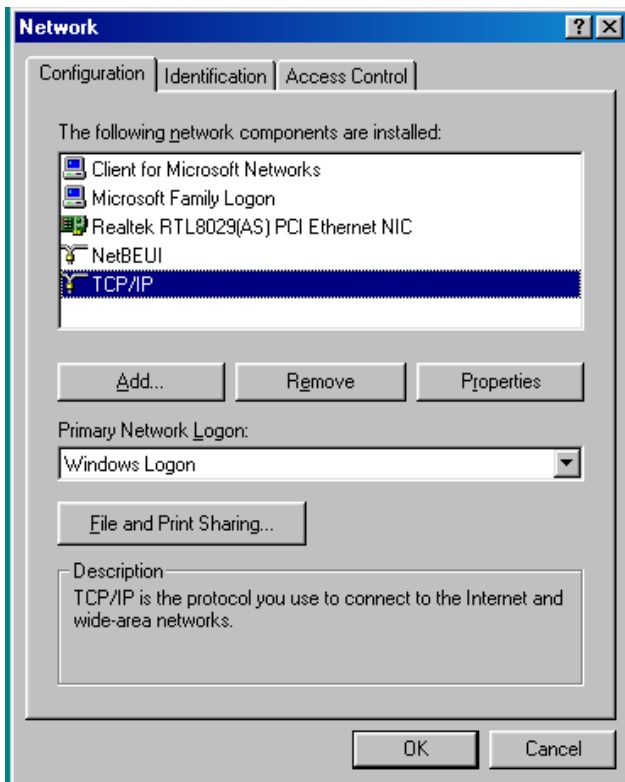 Network
Configuration Identification Access Control
The following network components are installed:
Client for Microsoft Networks
Microsoft Family Logon
Realtek RTL8029(AS) PCI Ethernet NIC
NetBEUI
TCP/IP
Add... Remove Properties
Primary Network Logon:
Windows Logon
File and Print Sharing...
Description
TCP/IP is the protocol you use to connect to the Internet and
wide-area networks.
OK Cancel